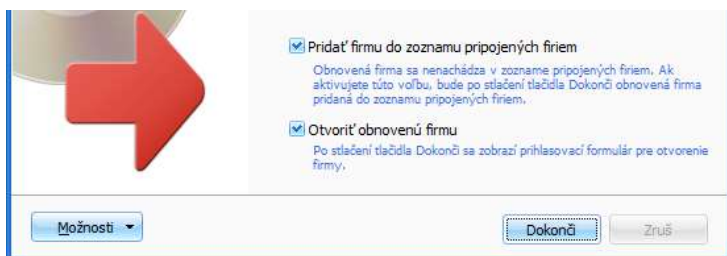 Pridať firmu do zoznamu pripojených firiem
Obnovená firma sa nenachádza v zozname pripojených firiem. Ak
aktivujete túto voľbu, bude po stlačení tlačidla Dokonči obnovená firma
pridaná do zoznamu pripojených firiem.
Otvoriť obnovenú firmu
Po stlačení tlačidla Dokonči sa zobrazí prihlasovací formulár pre otvorenie
firmy.
Možnosti
Dokonči
Zruš